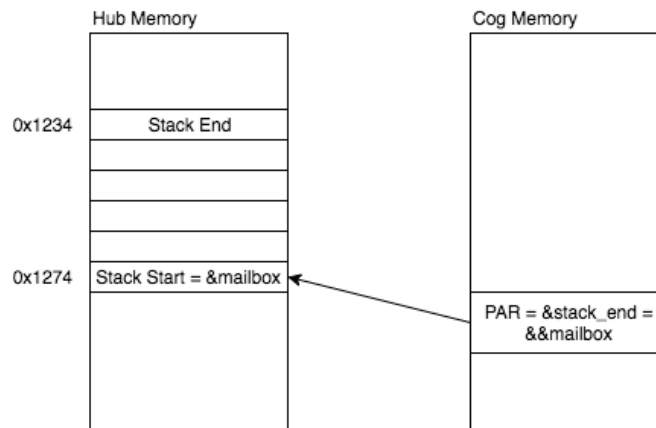 Hub Memory
Cog Memory
0x1234
Stack End
0x1274
Stack Start = &mailbox
PAR = &stack_end =
&&mailbox